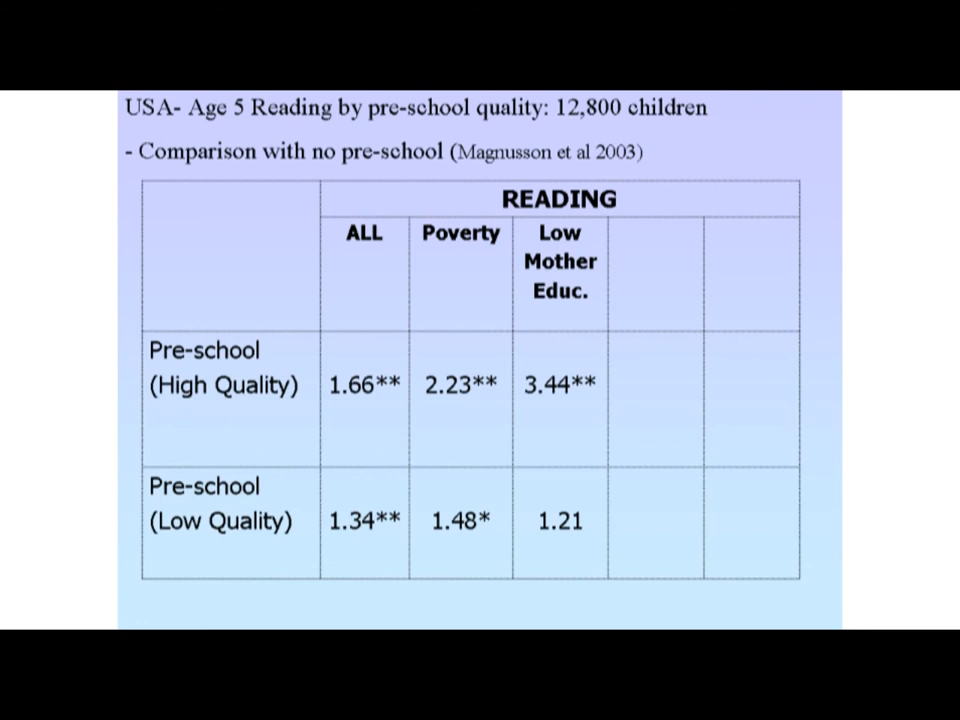 USA- Age 5 Reading by pre-school quality: 12,800 children
- Comparison with no pre-school (Magnusson et al 2003)
READING
ALL Poverty Low
Mother
Educ.
Pre-school
(High Quality) 1.66** 2.23** 3.44**
Pre-school
(Low Quality) 1.34** 1.48* 1.21